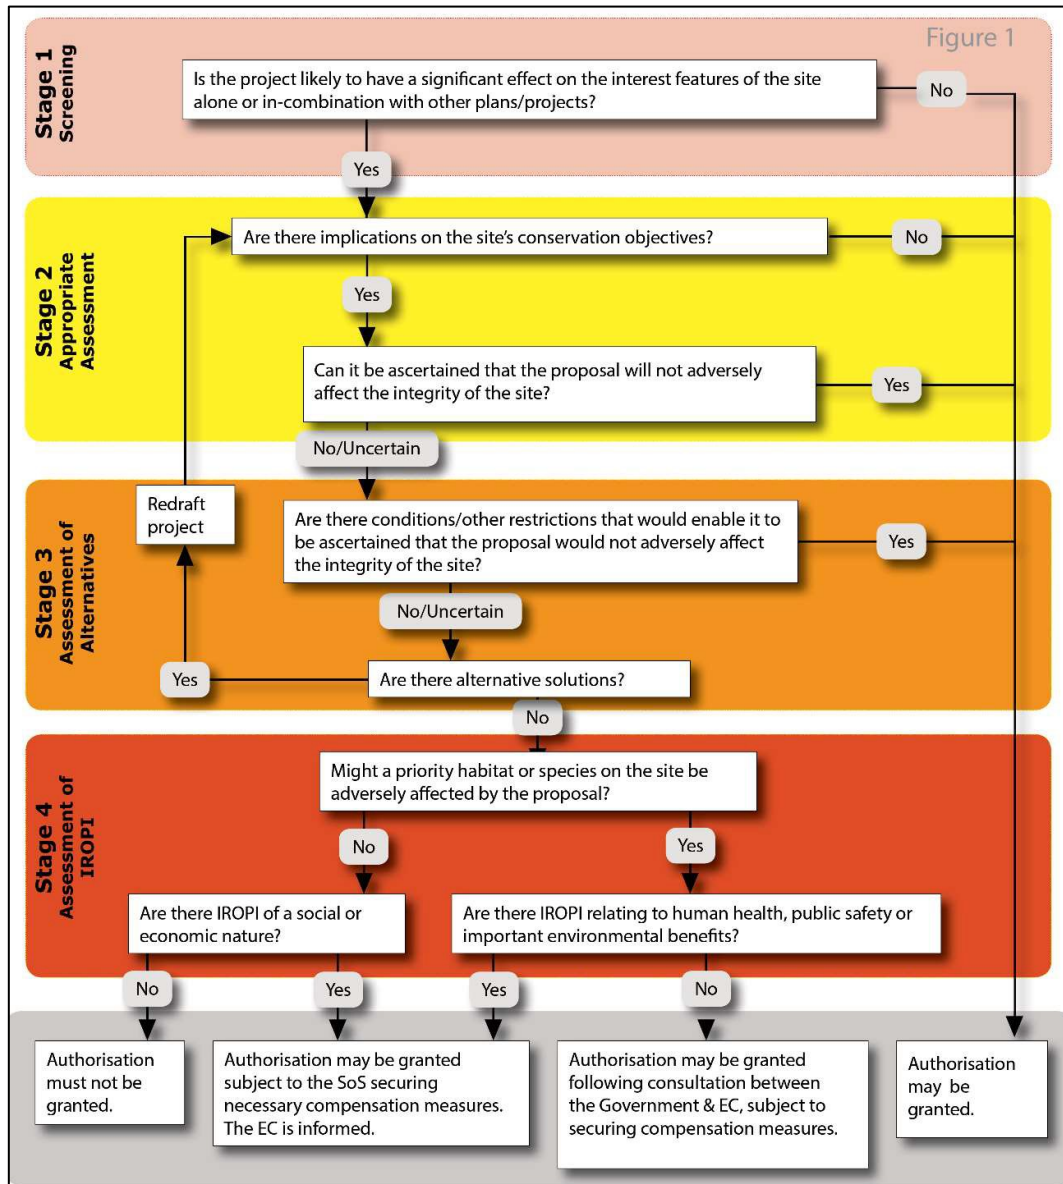 Figure 1
Stage 1
Screening
Is the project likely to have a significant effect on the interest features of the site
alone or in-combination with other plans/projects?
No
Yes
Stage 2
Appropriate
Assessment
Are there implications on the site's conservation objectives?
No
Yes
Can it be ascertained that the proposal will not adversely
affect the integrity of the site?
Yes
No/Uncertain
Stage 3
Assessment of
Alternatives
Redraft
project
Are there conditions/other restrictions that would enable it to
be ascertained that the proposal would not adversely affect
the integrity of the site?
Yes
No/Uncertain
Yes
Are there alternative solutions?
No
Stage 4
Assessment of
IROPI
Might a priority habitat or species on the site be
adversely affected by the proposal?
No
Yes
Are there IROPI of a social or
economic nature?
Are there IROPI relating to human health, public safety or
important environmental benefits?
No
Yes
Yes
No
Authorisation
must not be
granted.
Authorisation may be granted
subject to the SoS securing
necessary compensation measures.
The EC is informed.
Authorisation may be granted
following consultation between
the Government & EC, subject to
securing compensation measures.
Authorisation
may be
granted.